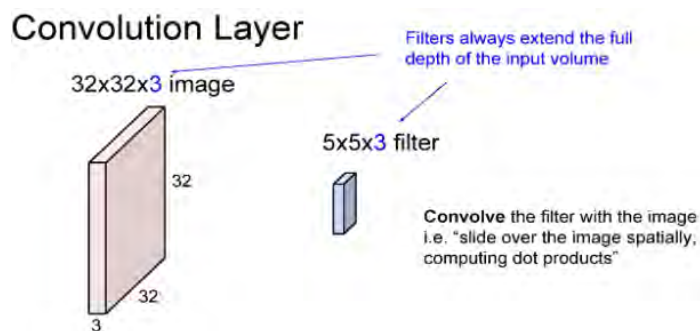 Convolution Layer
Filters always extend the full
depth of the input volume
32x32x3 image
5x5x3 filter
32
Convolve the filter with the image
i.e. “slide over the image spatially,
computing dot products”
32
3